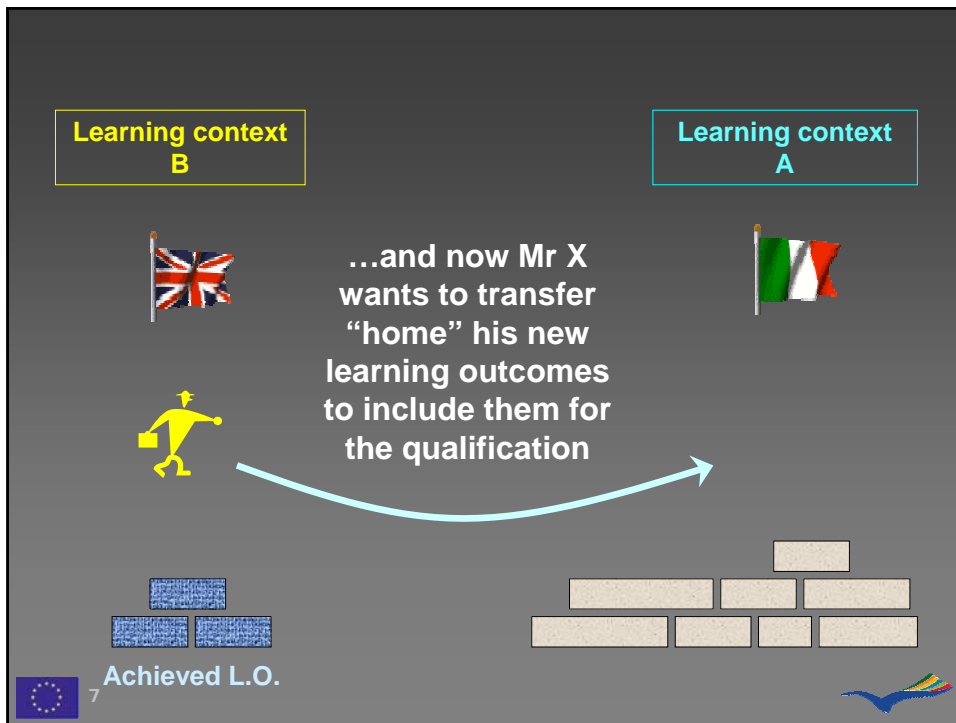 Learning context
B
Learning context
A
…and now Mr X
wants to transfer
“home” his new
learning outcomes
to include them for
the qualification
Achieved L.O.
7